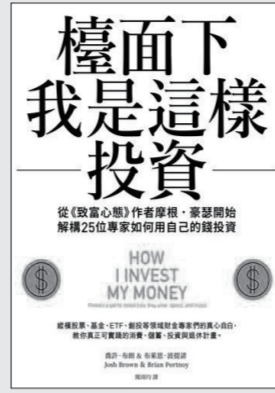 檯面下
我是這樣
投資
從《致富心態》作者摩根・豪瑟開始
解構25位專家如何用自己的錢投資
HOW
I INVEST
MY MONEY
縱橫股票、基金、ETF、創投等領域財金專家們的真心自白，
教你真正可實踐的消費、儲蓄、投資與退休計畫。
喬許・布朗 & 布萊恩・波提諾
Josh Brown & Brian Portnoy